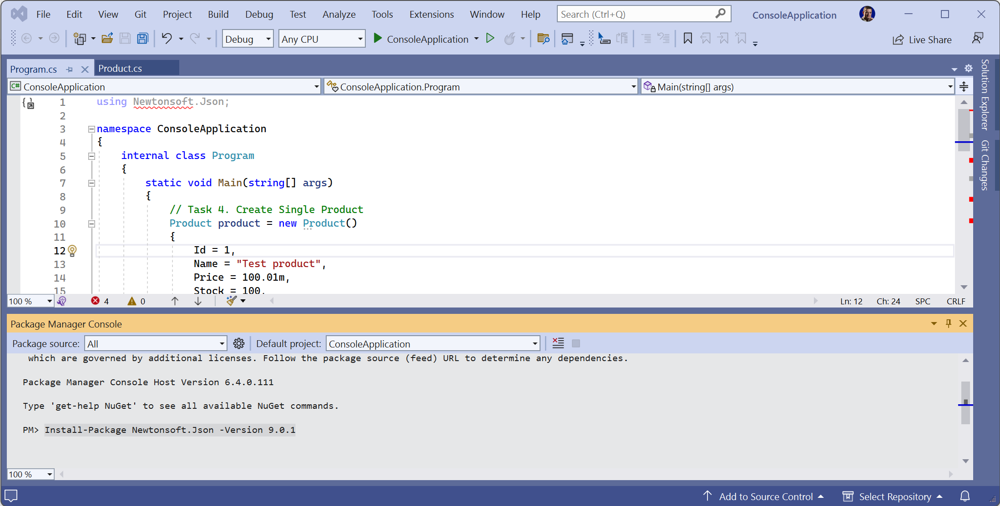 File Edit View Git Project Build Debug Test Analyze Tools Extensions Window Help Search (Ctrl+Q) ConsoleApplication
Debug Any CPU ConsoleApplication Live Share
Program.cs Product.cs
C# ConsoleApplication ConsoleApplication.Program Main(string[] args)
Solution Explorer
Git Changes
1 using Newtonsoft.Json;
2
3 namespace ConsoleApplication
4 {
5 internal class Program
6 {
7 static void Main(string[] args)
8 {
9 // Task 4. Create Single Product
10 Product product = new Product()
11 {
12 Id = 1,
13 Name = "Test product",
14 Price = 100.01m,
15 Stock = 100,
100 % 4 0 Ln: 12 Ch: 24 SPC CRLF
Package Manager Console
Package source: All Default project: ConsoleApplication
which are governed by additional licenses. Follow the package source (feed) URL to determine any dependencies.
Package Manager Console Host Version 6.4.0.111
Type 'get-help NuGet' to see all available NuGet commands.
PM> Install-Package Newtonsoft.Json -Version 9.0.1
100 %
Add to Source Control Select Repository